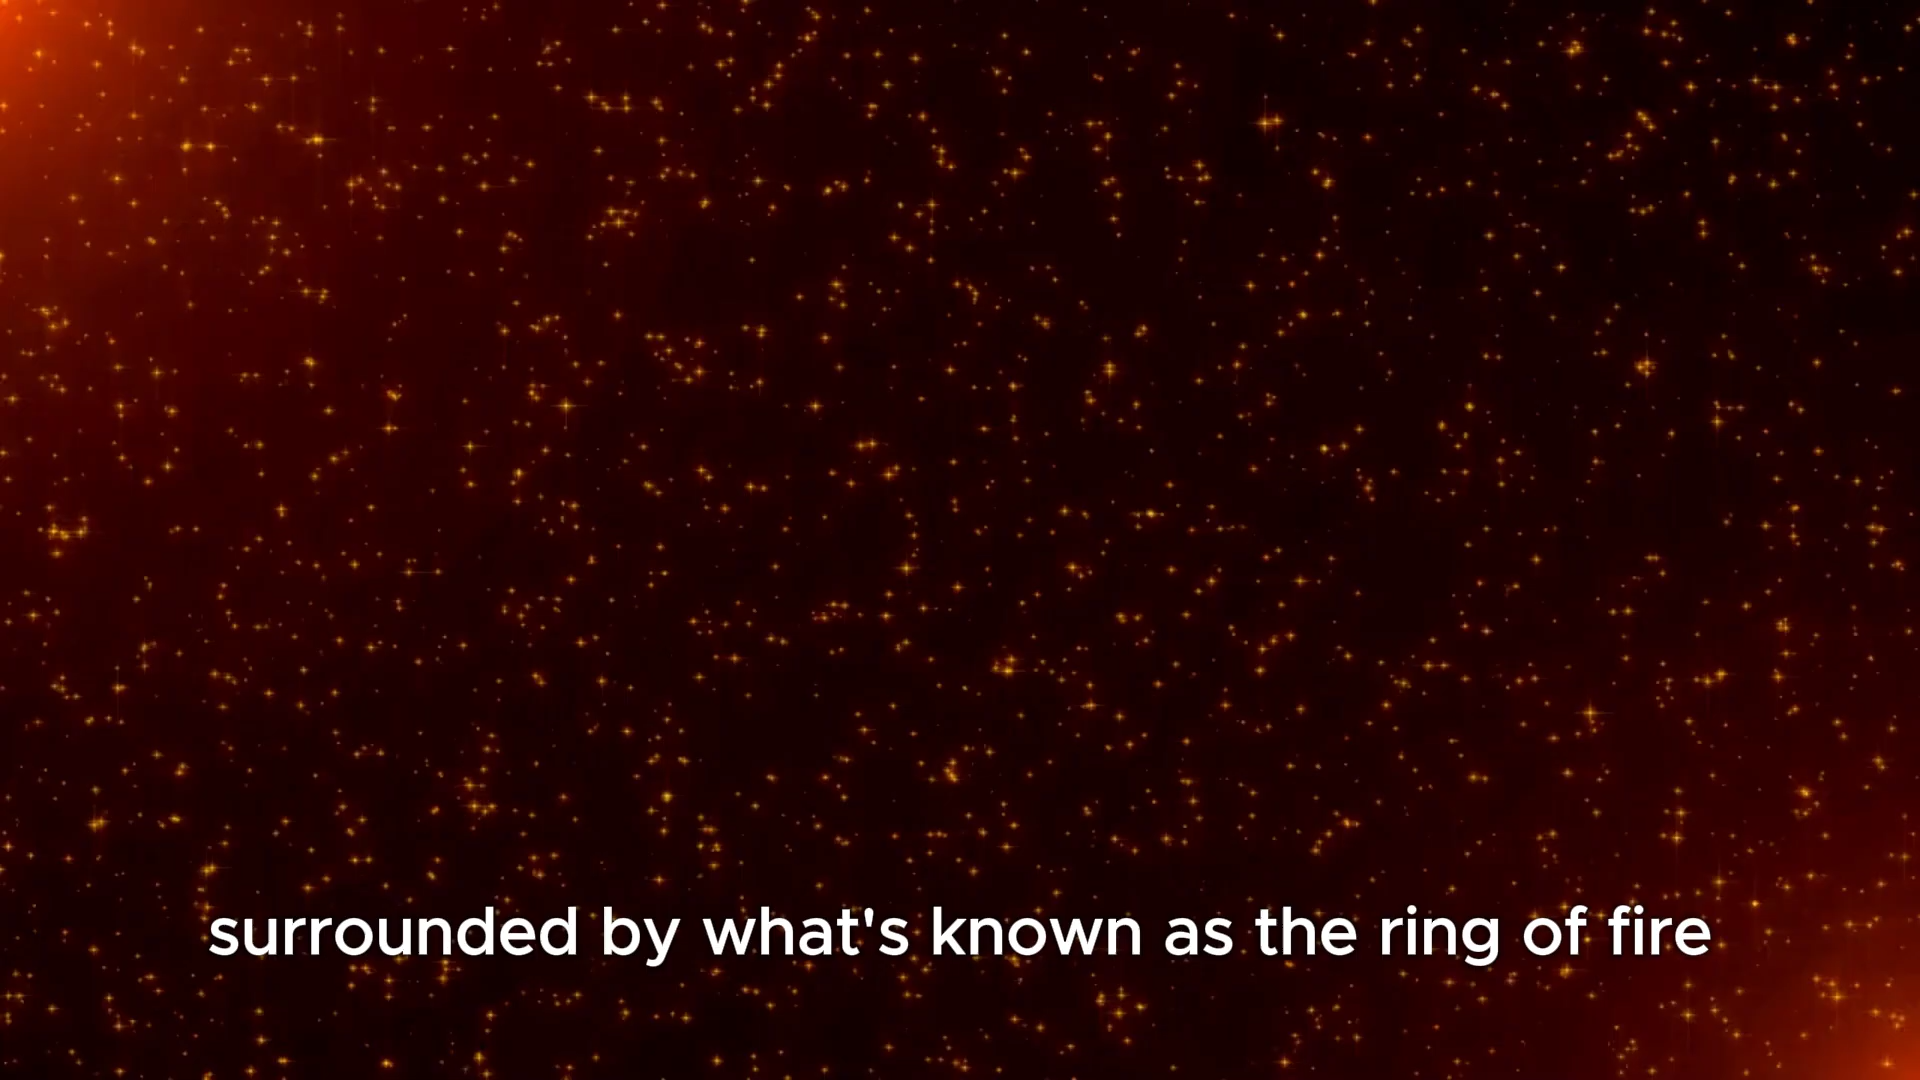 surrounded by what's known as the ring of fire